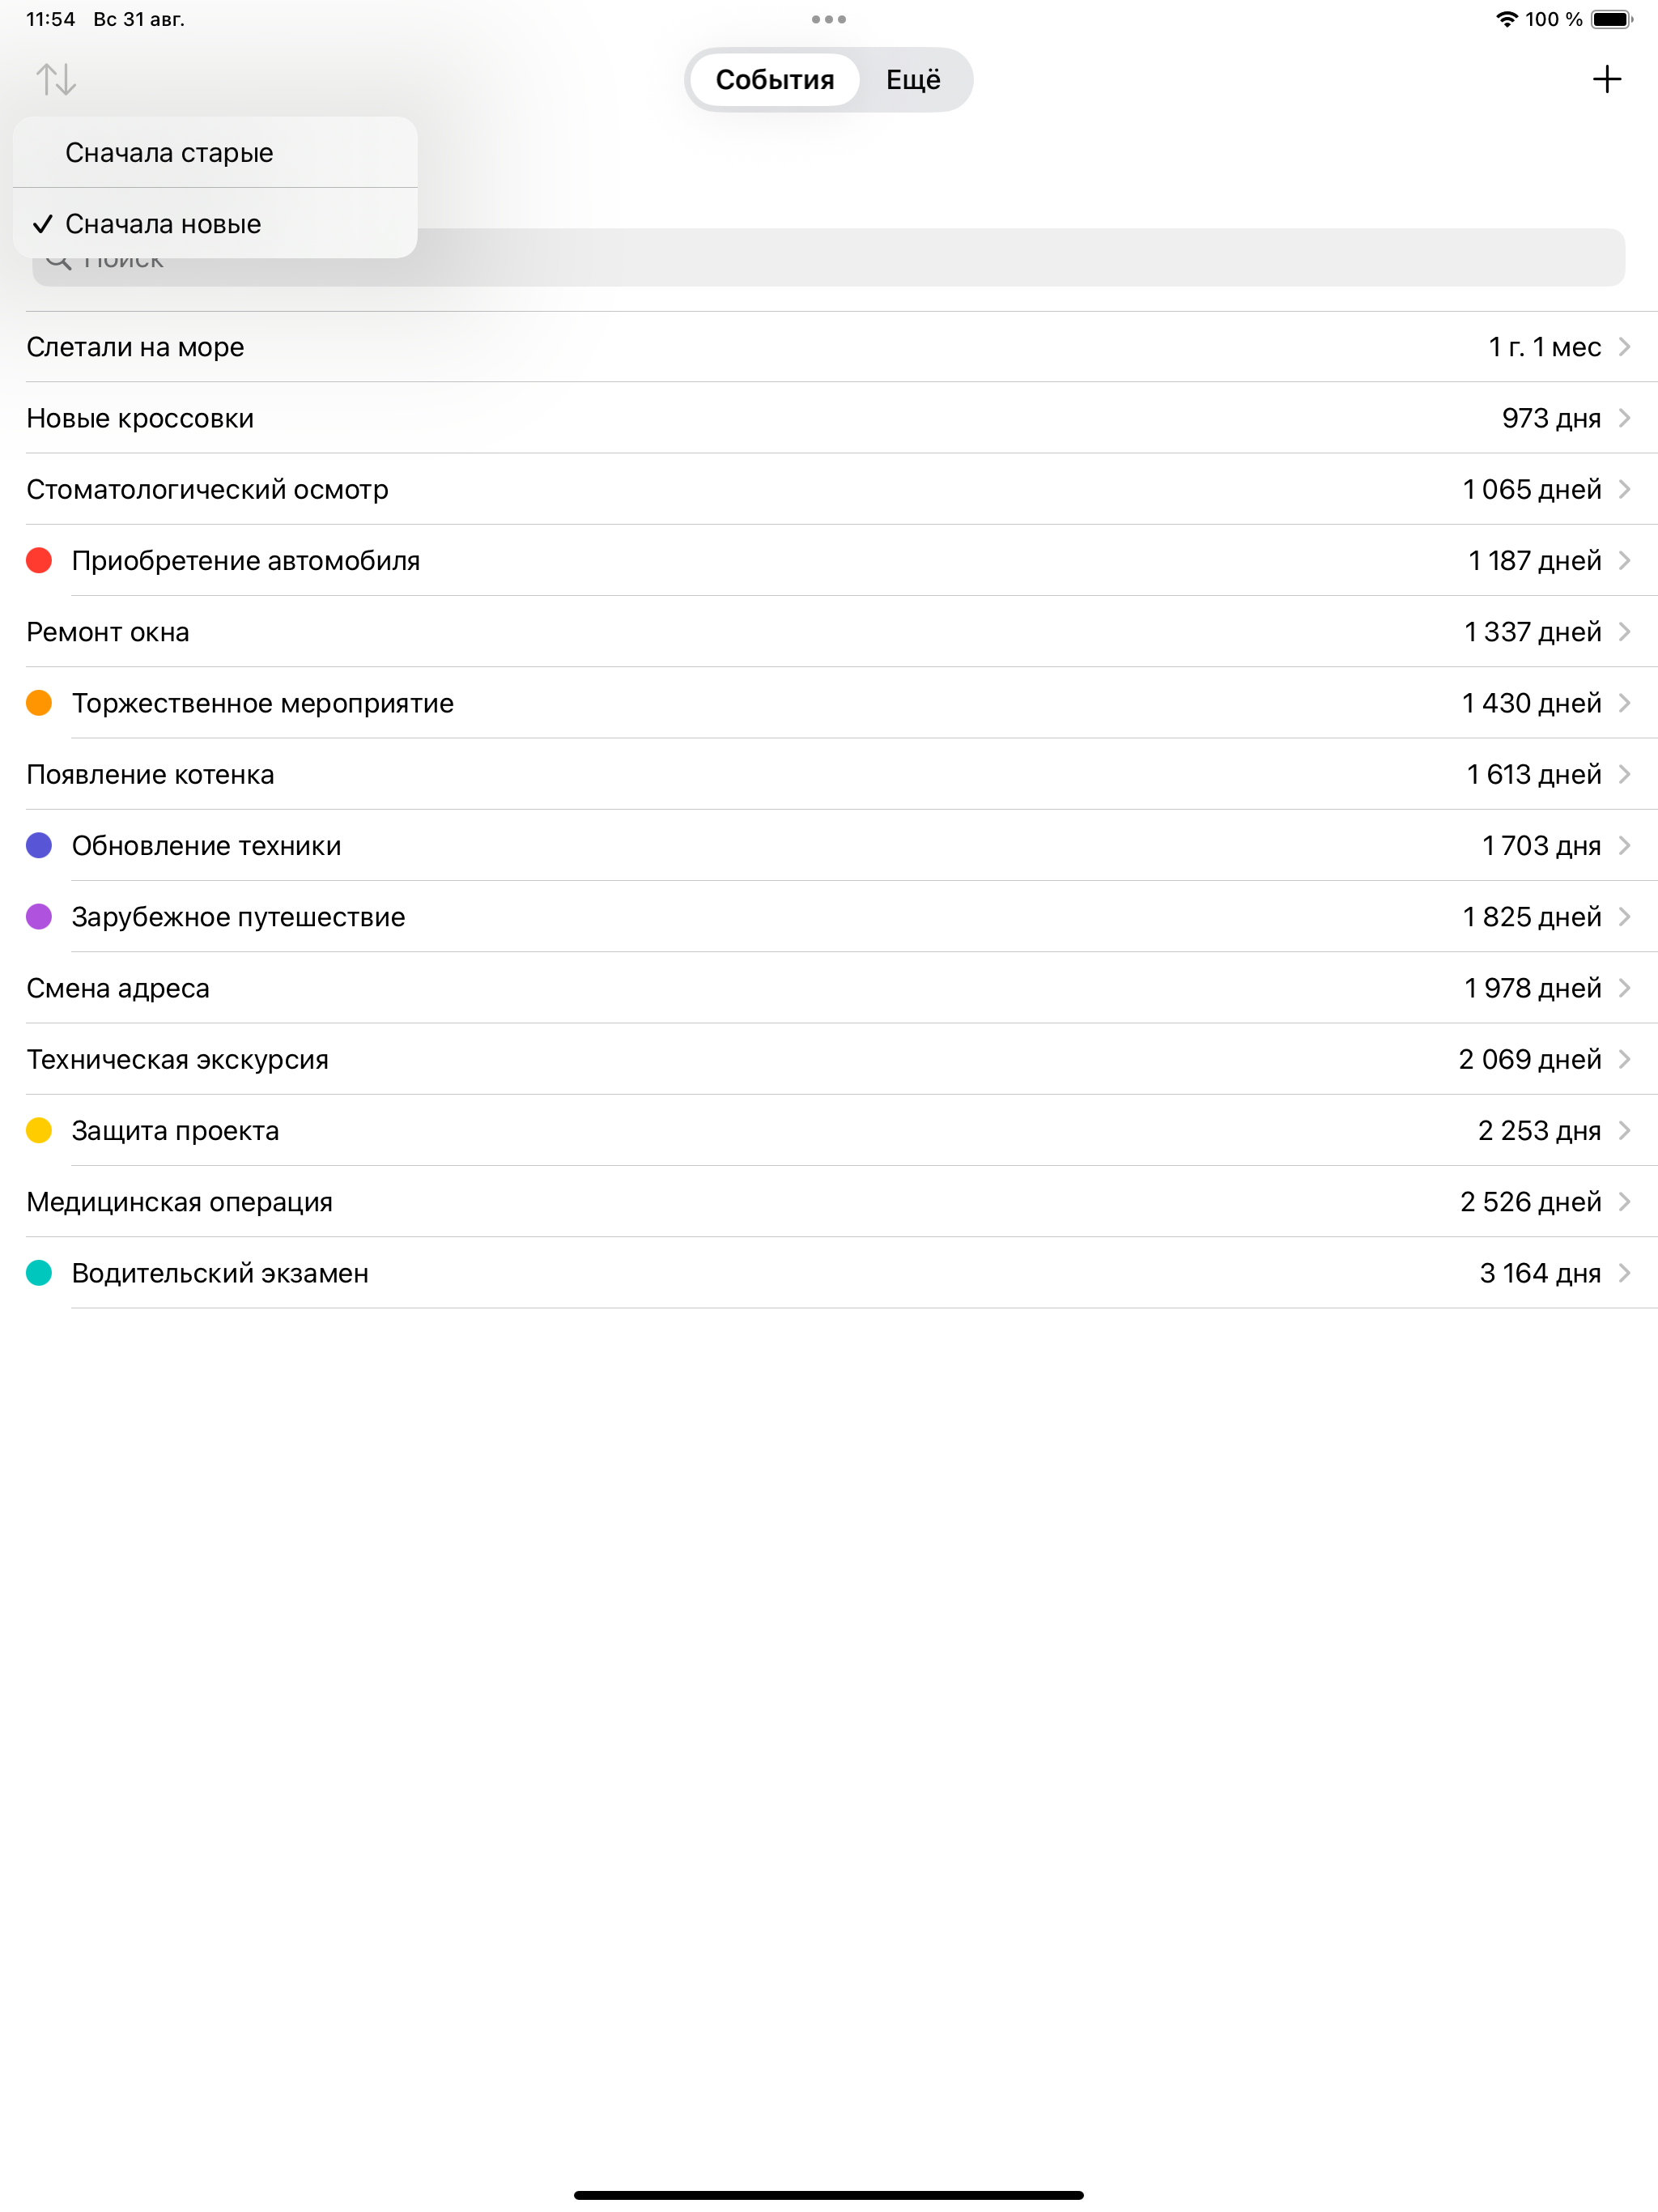 11:54 Вс 31 авг.
100 %
События
Ещё
Сначала старые
Сначала новые
Поиск
Слетали на море 1 г. 1 мес
Новые кроссовки 973 дня
Стоматологический осмотр 1 065 дней
Приобретение автомобиля 1 187 дней
Ремонт окна 1 337 дней
Торжественное мероприятие 1 430 дней
Появление котенка 1 613 дней
Обновление техники 1 703 дня
Зарубежное путешествие 1 825 дней
Смена адреса 1 978 дней
Техническая экскурсия 2 069 дней
Защита проекта 2 253 дня
Медицинская операция 2 526 дней
Водительский экзамен 3 164 дня